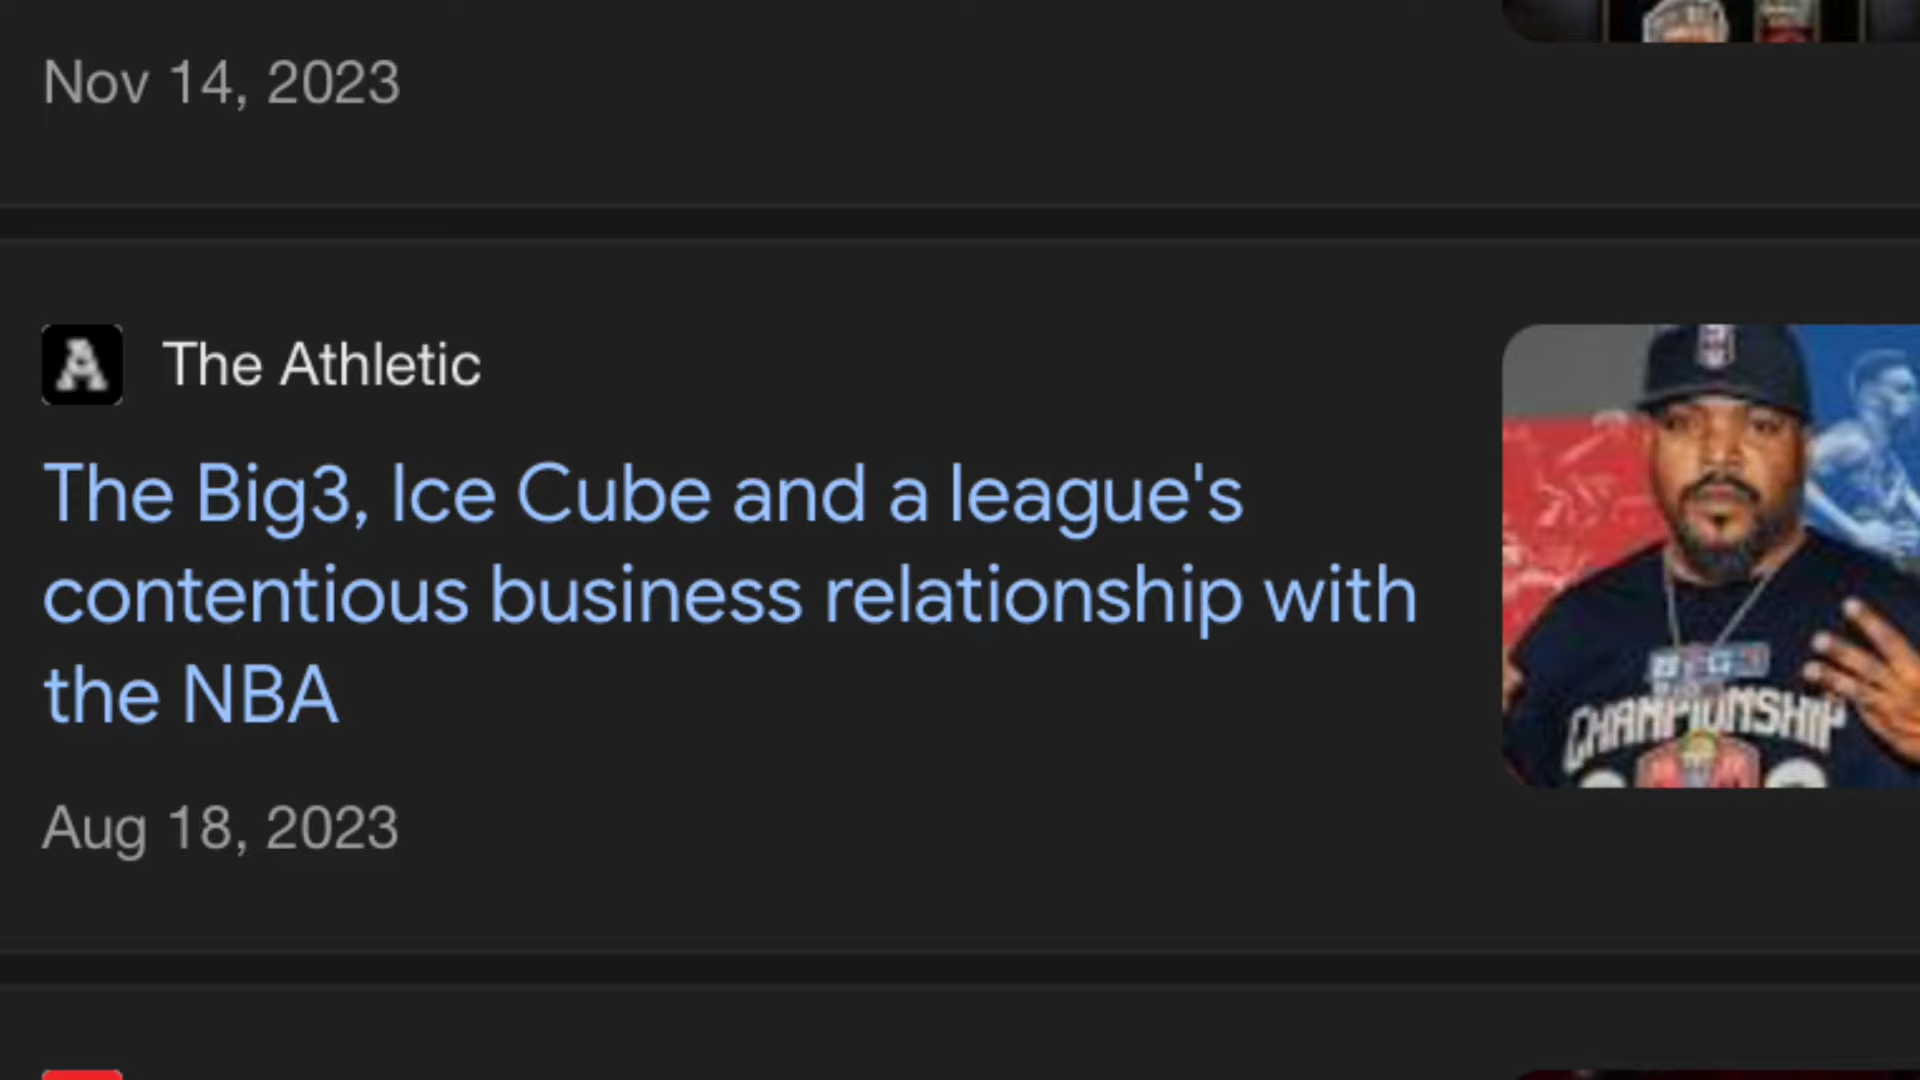 Nov 14, 2023
A The Athletic
The Big3, Ice Cube and a league's
contentious business relationship with
the NBA
BIG3
CHAMPIONSHIP
Aug 18, 2023